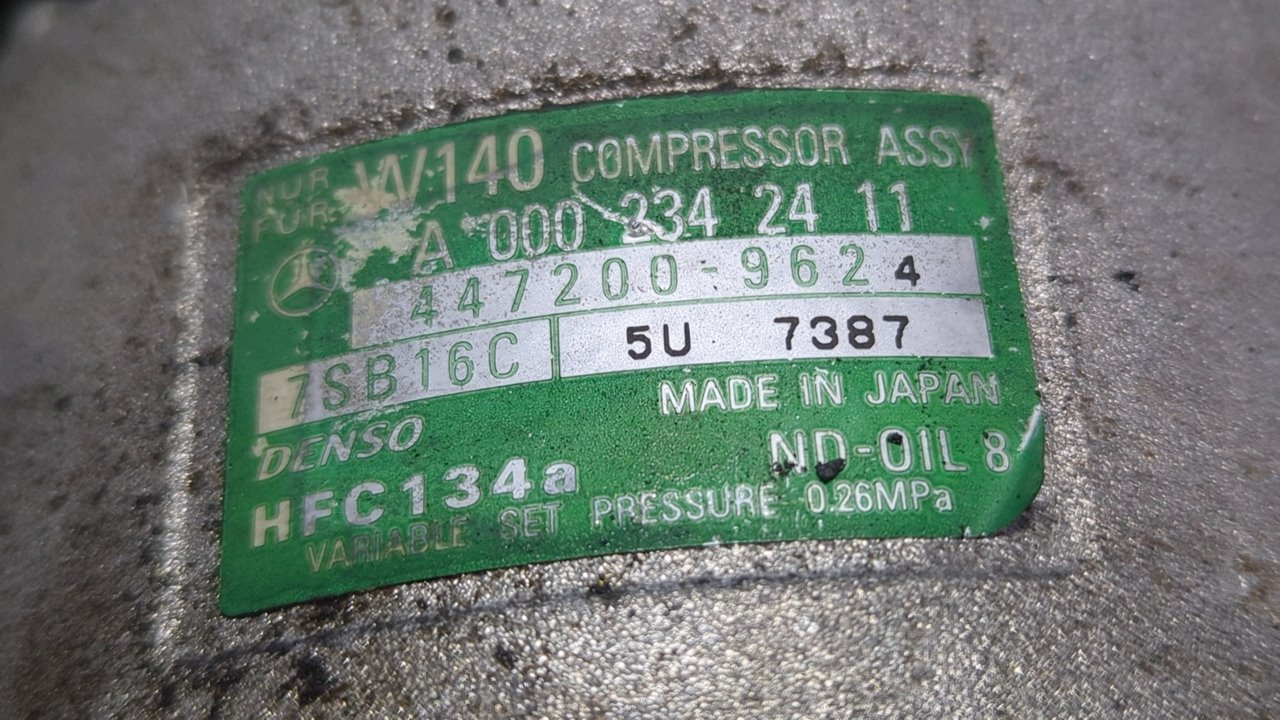 NUR W140 COMPRESSOR ASSY
FÜR A 000 234 24 11
447200-9624
7SB16C 5U 7387
MADE IN JAPAN
DENSO ND-OIL 8
HFC134a
VARIABLE SET PRESSURE 0.26MPa